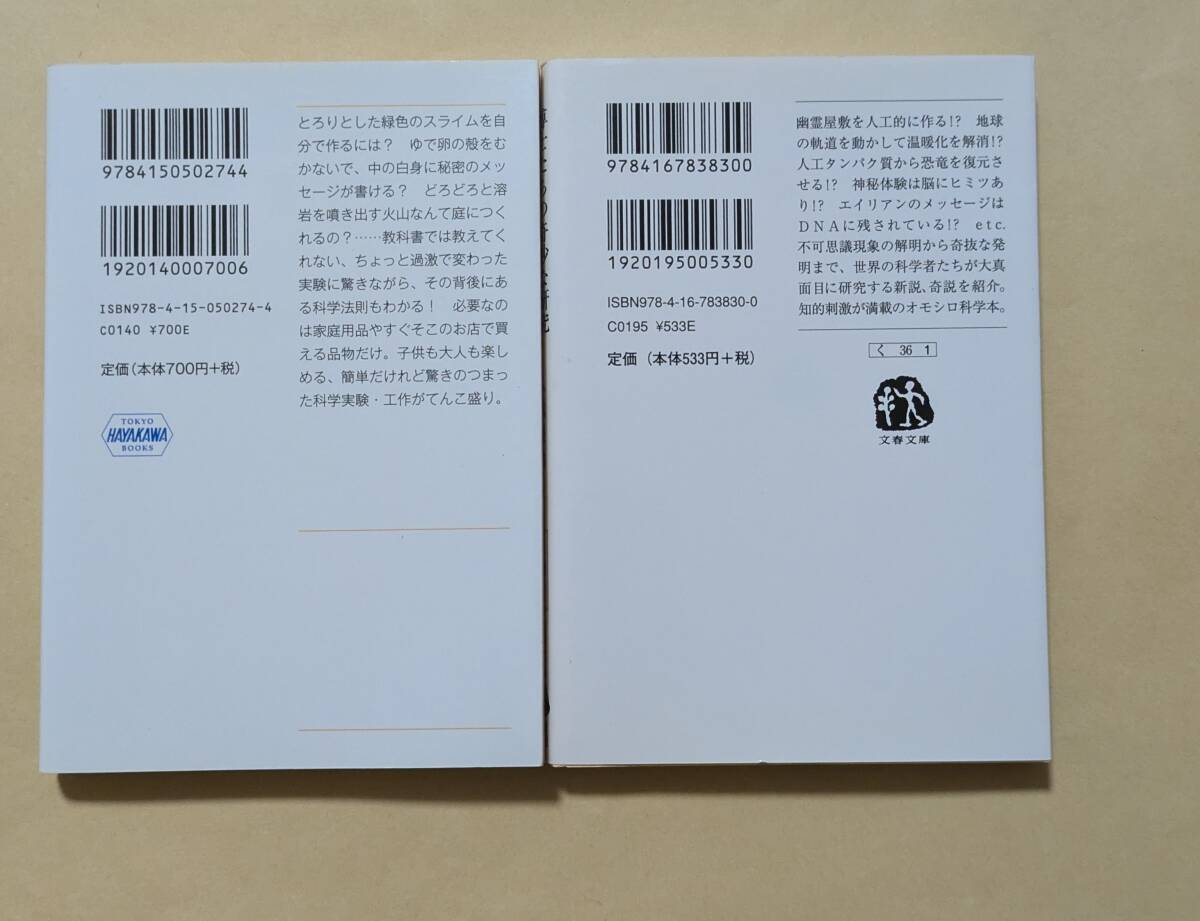 9784150502744
1920140007006
ISBN978-4-15-050274-4
C0140 ¥700E
定価(本体700円+税)
TOKYO
HAYAKAWA
BOOKS
とろりとした緑色のスライムを自
分で作るには？　ゆで卵の殻をむ
かないで、中の白身に秘密のメッ
セージが書ける？　どろどろと溶
岩を噴き出す火山なんて庭につく
れるの？……教科書では教えてく
れない、ちょっと過激で変わった
実験に驚きながら、その背後にあ
る科学法則もわかる！　必要なの
は家庭用品やすぐそこのお店で買
える品物だけ。子供も大人も楽し
める、簡単だけれど驚きのつまっ
た科学実験・工作がてんこ盛り。
9784167838300
1920195005330
ISBN978-4-16-783830-0
C0195 ¥533E
定価（本体533円+税）
幽霊屋敷を人工的に作る!?　地球
の軌道を動かして温暖化を解消!?
人工タンパク質から恐竜を復元さ
せる!?　神秘体験は脳にヒミツあ
り!?　エイリアンのメッセージは
DNAに残されている!?　etc.
不可思議現象の解明から奇抜な発
明まで、世界の科学者たちが大真
面目に研究する新説、奇説を紹介。
知的刺激が満載のオモシロ科学本。
く 36 1
文春文庫